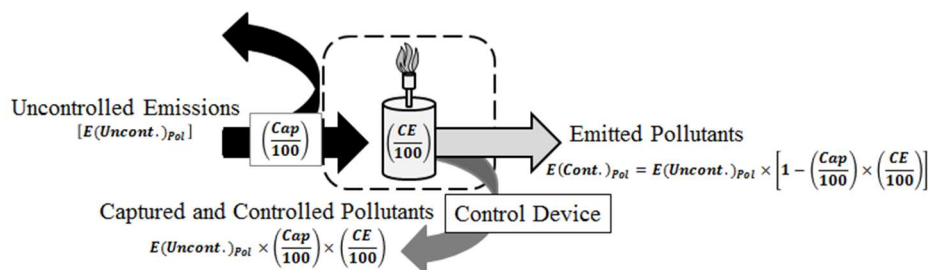 Uncontrolled Emissions
[E(Uncont.)Pol]
(Cap/100)
(CE/100)
Emitted Pollutants
E(Cont.)Pol = E(Uncont.)Pol × [1 − (Cap/100) × (CE/100)]
Captured and Controlled Pollutants
E(Uncont.)Pol × (Cap/100) × (CE/100)
Control Device